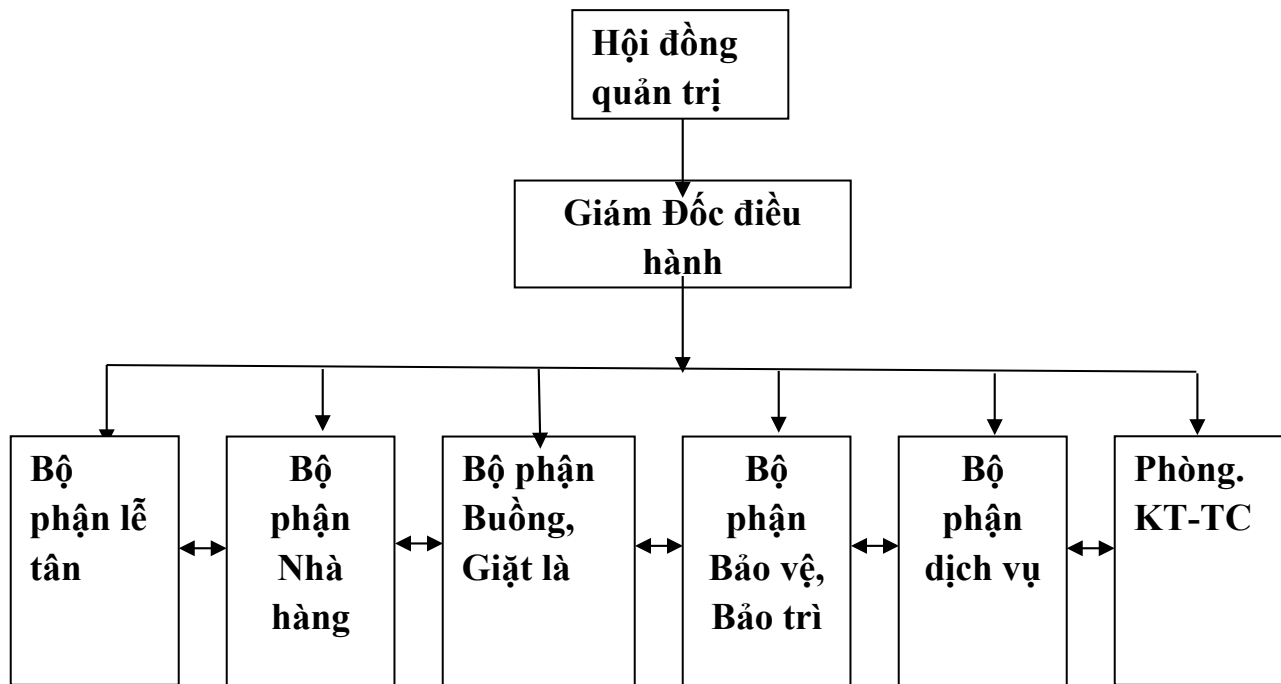 Hội đồng
quản trị
Giám Đốc điều
hành
Bộ
phận lễ
tân
Bộ
phận
Nhà
hàng
Bộ phận
Buồng,
Giặt là
Bộ
phận
Bảo vệ,
Bảo trì
Bộ
phận
dịch vụ
Phòng.
KT-TC